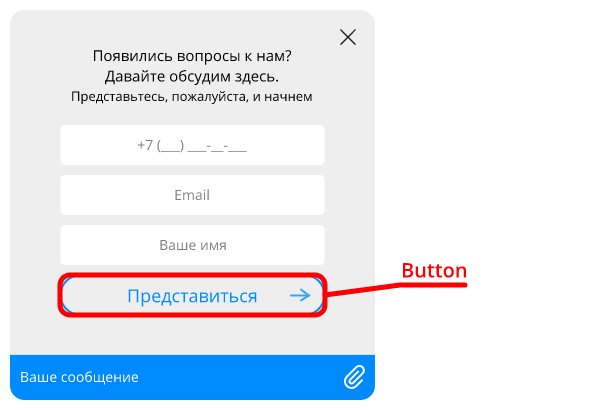 Появились вопросы к нам?
Давайте обсудим здесь.
Представьтесь, пожалуйста, и начнем
+7 (___) ___-__-___
Email
Ваше имя
Button
Представиться
Ваше сообщение